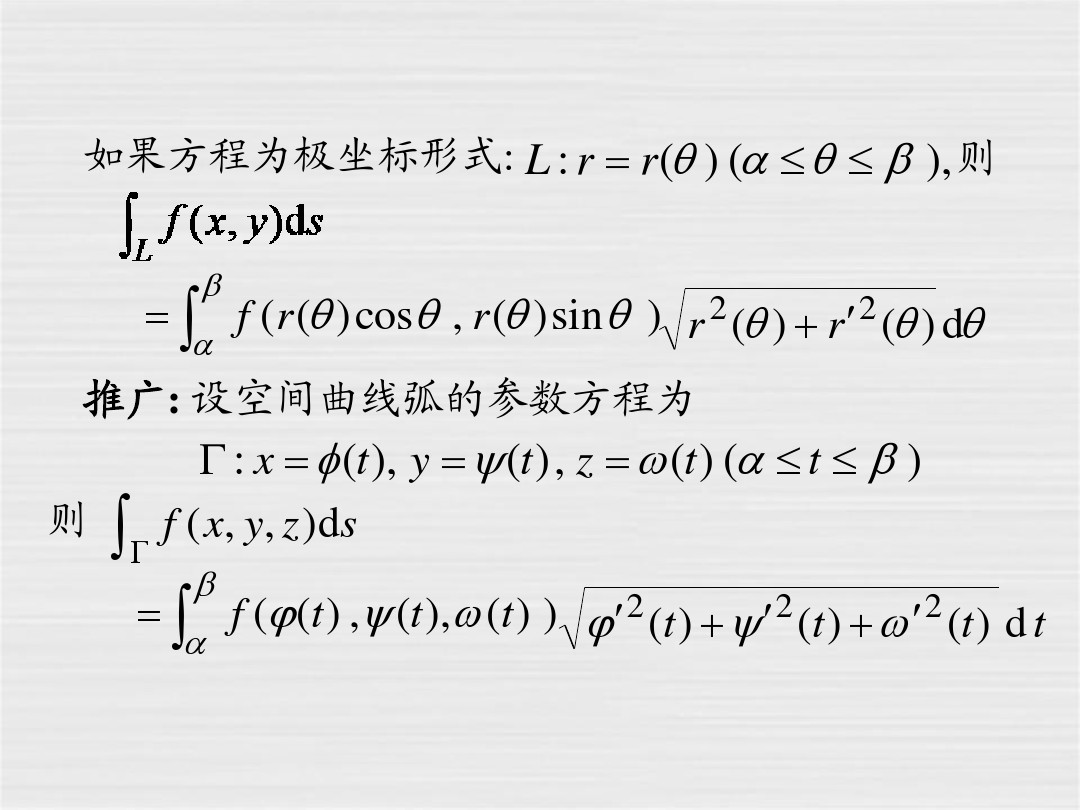 如果方程为极坐标形式: L : r = r(θ) (α ≤ θ ≤ β), 则
∫_L f(x, y)ds
= ∫_α^β f(r(θ)cosθ, r(θ)sinθ)√(r²(θ) + r′²(θ)) dθ
推广: 设空间曲线弧的参数方程为
Γ : x = ϕ(t), y = ψ(t), z = ω(t) (α ≤ t ≤ β)
则 ∫_Γ f(x, y, z)ds
= ∫_α^β f(φ(t), ψ(t), ω(t))√(φ′²(t) + ψ′²(t) + ω′²(t)) dt